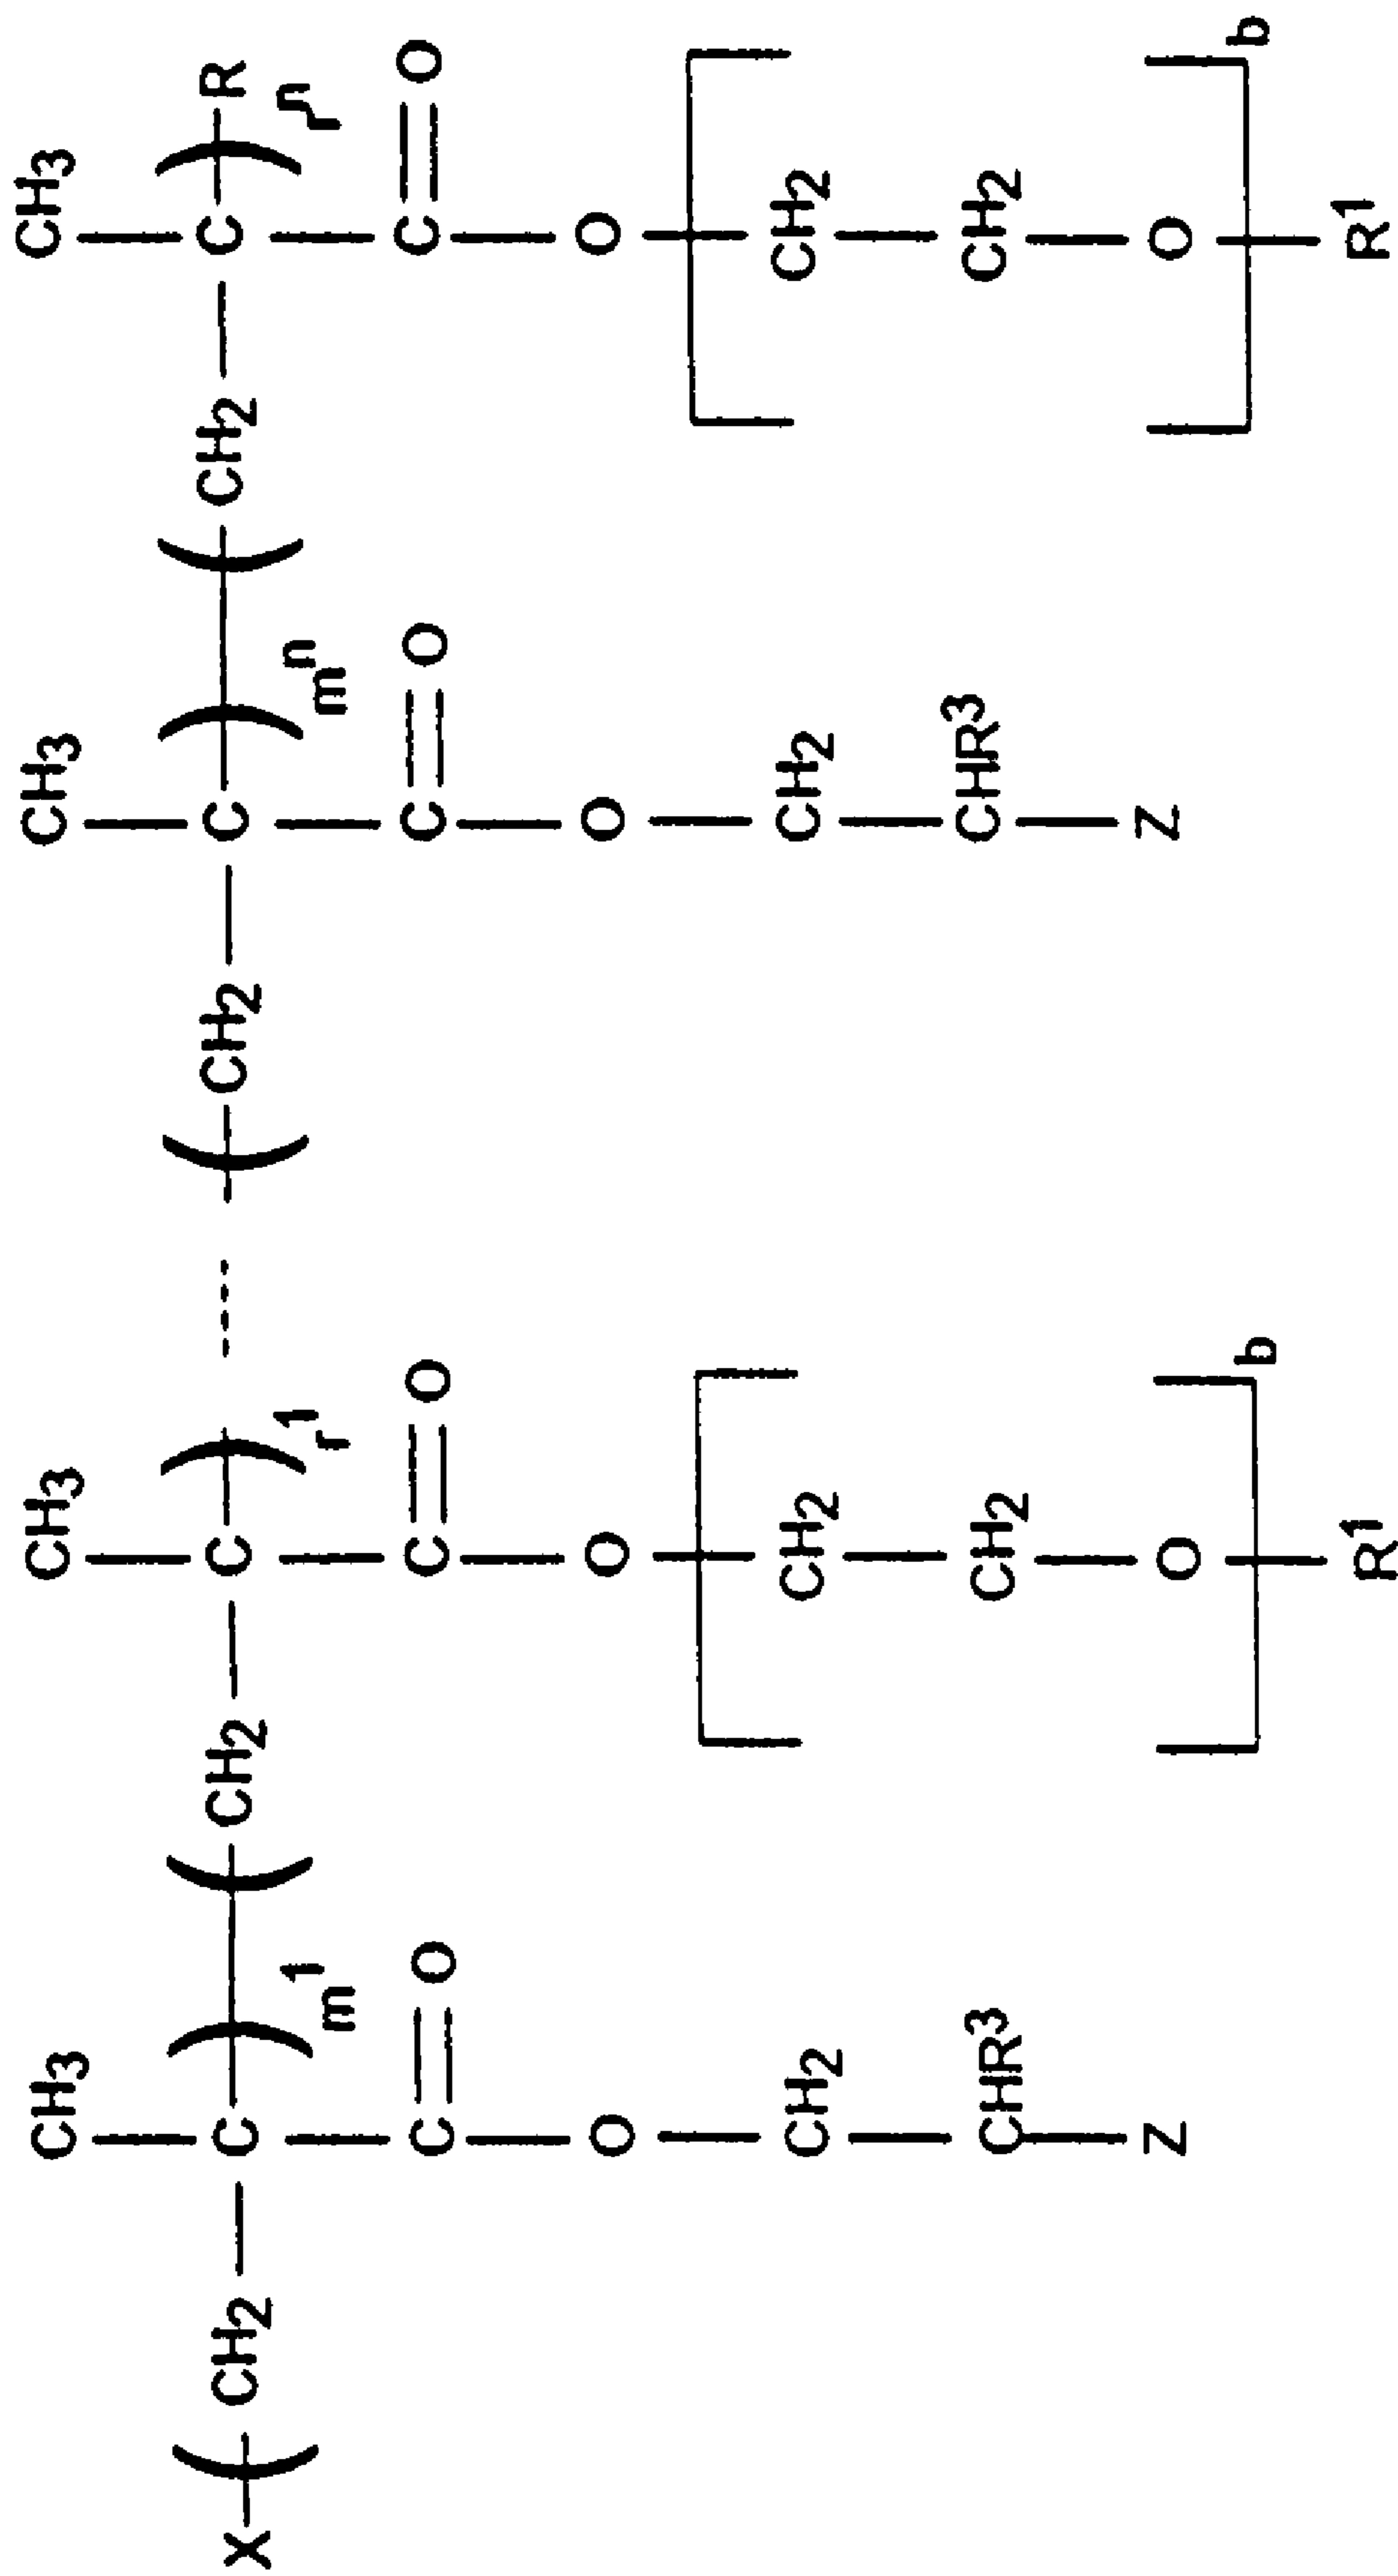 CH3 CH3 CH3 CH3
X—( CH2—C )m¹ ( CH2—C )r¹ ---- ( CH2—C )mⁿ ( CH2—C )rⁿ R
C=O C=O C=O C=O
O O O O
CH2 [ CH2 CH2 [ CH2
CHR³ CH2 CHR³ CH2
Z O ]b Z O ]b
R¹ R¹